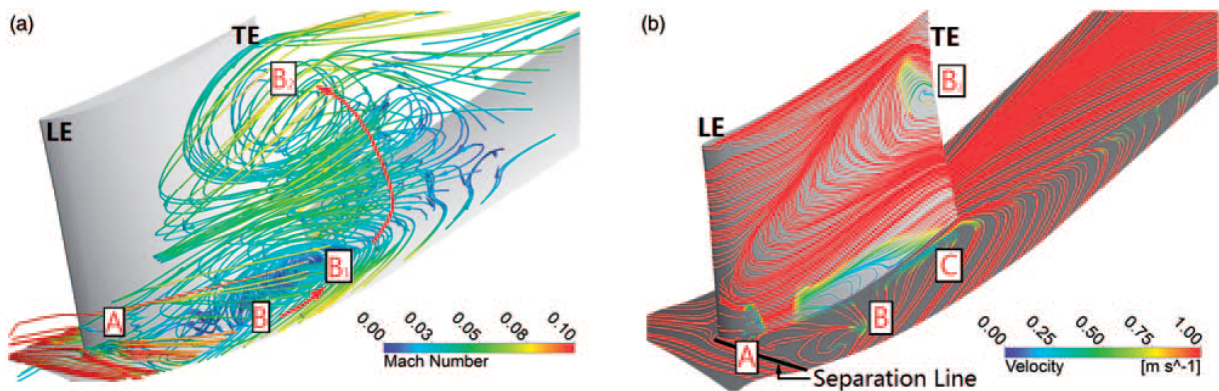 (a)
TE
B₂
LE
A
B
B₁
0.00 0.03 0.05 0.08 0.10
Mach Number
(b)
TE
B₂
LE
C
B
A
0.00 0.25 0.50 0.75 1.00
Velocity [m s^-1]
Separation Line